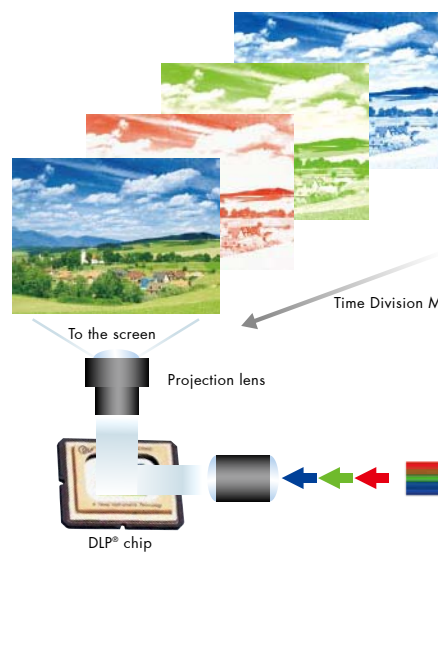 Time Division M
To the screen
Projection lens
DLP® chip